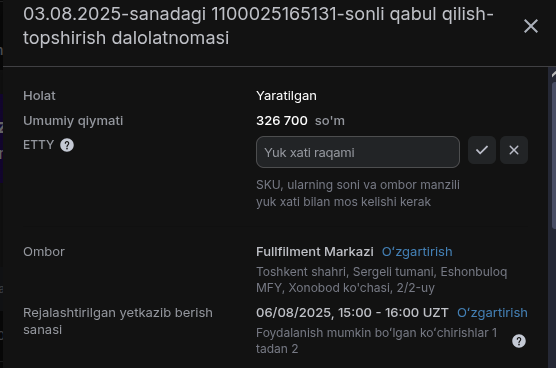 03.08.2025-sanadagi 1100025165131-sonli qabul qilish-
topshirish dalolatnomasi
Holat
Yaratilgan
Umumiy qiymati
326 700 so'm
ETTY ?
Yuk xati raqami
SKU, ularning soni va ombor manzili
yuk xati bilan mos kelishi kerak
Ombor
Fullfilment Markazi O'zgartirish
Toshkent shahri, Sergeli tumani, Eshonbuloq
MFY, Xonobod ko'chasi, 2/2-uy
Rejalashtirilgan yetkazib berish
sanasi
06/08/2025, 15:00 - 16:00 UZT O'zgartirish
Foydalanish mumkin bo'lgan ko'chirishlar 1
tadan 2 ?